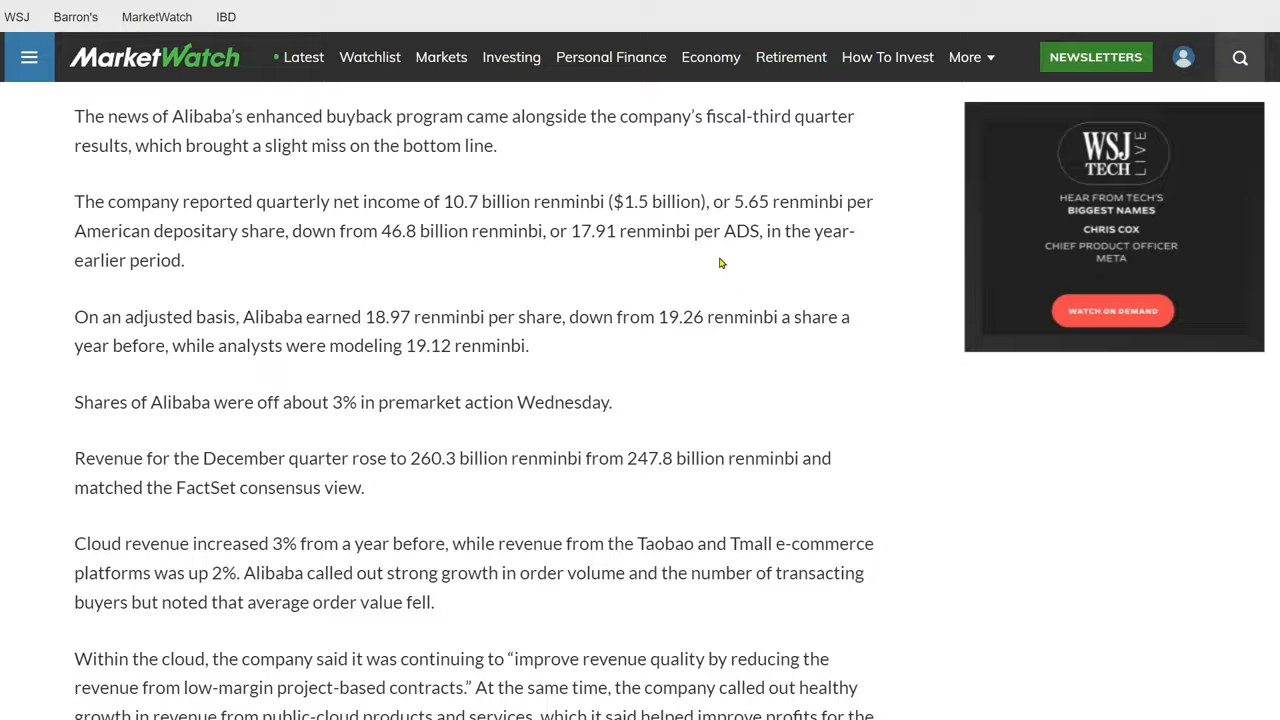 WSJ Barron's MarketWatch IBD
MarketWatch Latest Watchlist Markets Investing Personal Finance Economy Retirement How To Invest More NEWSLETTERS
The news of Alibaba’s enhanced buyback program came alongside the company’s fiscal-third quarter
results, which brought a slight miss on the bottom line.
The company reported quarterly net income of 10.7 billion renminbi ($1.5 billion), or 5.65 renminbi per
American depositary share, down from 46.8 billion renminbi, or 17.91 renminbi per ADS, in the year-
earlier period.
On an adjusted basis, Alibaba earned 18.97 renminbi per share, down from 19.26 renminbi a share a
year before, while analysts were modeling 19.12 renminbi.
Shares of Alibaba were off about 3% in premarket action Wednesday.
Revenue for the December quarter rose to 260.3 billion renminbi from 247.8 billion renminbi and
matched the FactSet consensus view.
Cloud revenue increased 3% from a year before, while revenue from the Taobao and Tmall e-commerce
platforms was up 2%. Alibaba called out strong growth in order volume and the number of transacting
buyers but noted that average order value fell.
Within the cloud, the company said it was continuing to “improve revenue quality by reducing the
revenue from low-margin project-based contracts.” At the same time, the company called out healthy
growth in revenue from public-cloud products and services, which it said helped improve profits for the
WSJ
TECH
LIVE
HEAR FROM TECH'S
BIGGEST NAMES
CHRIS COX
CHIEF PRODUCT OFFICER
META
WATCH ON DEMAND